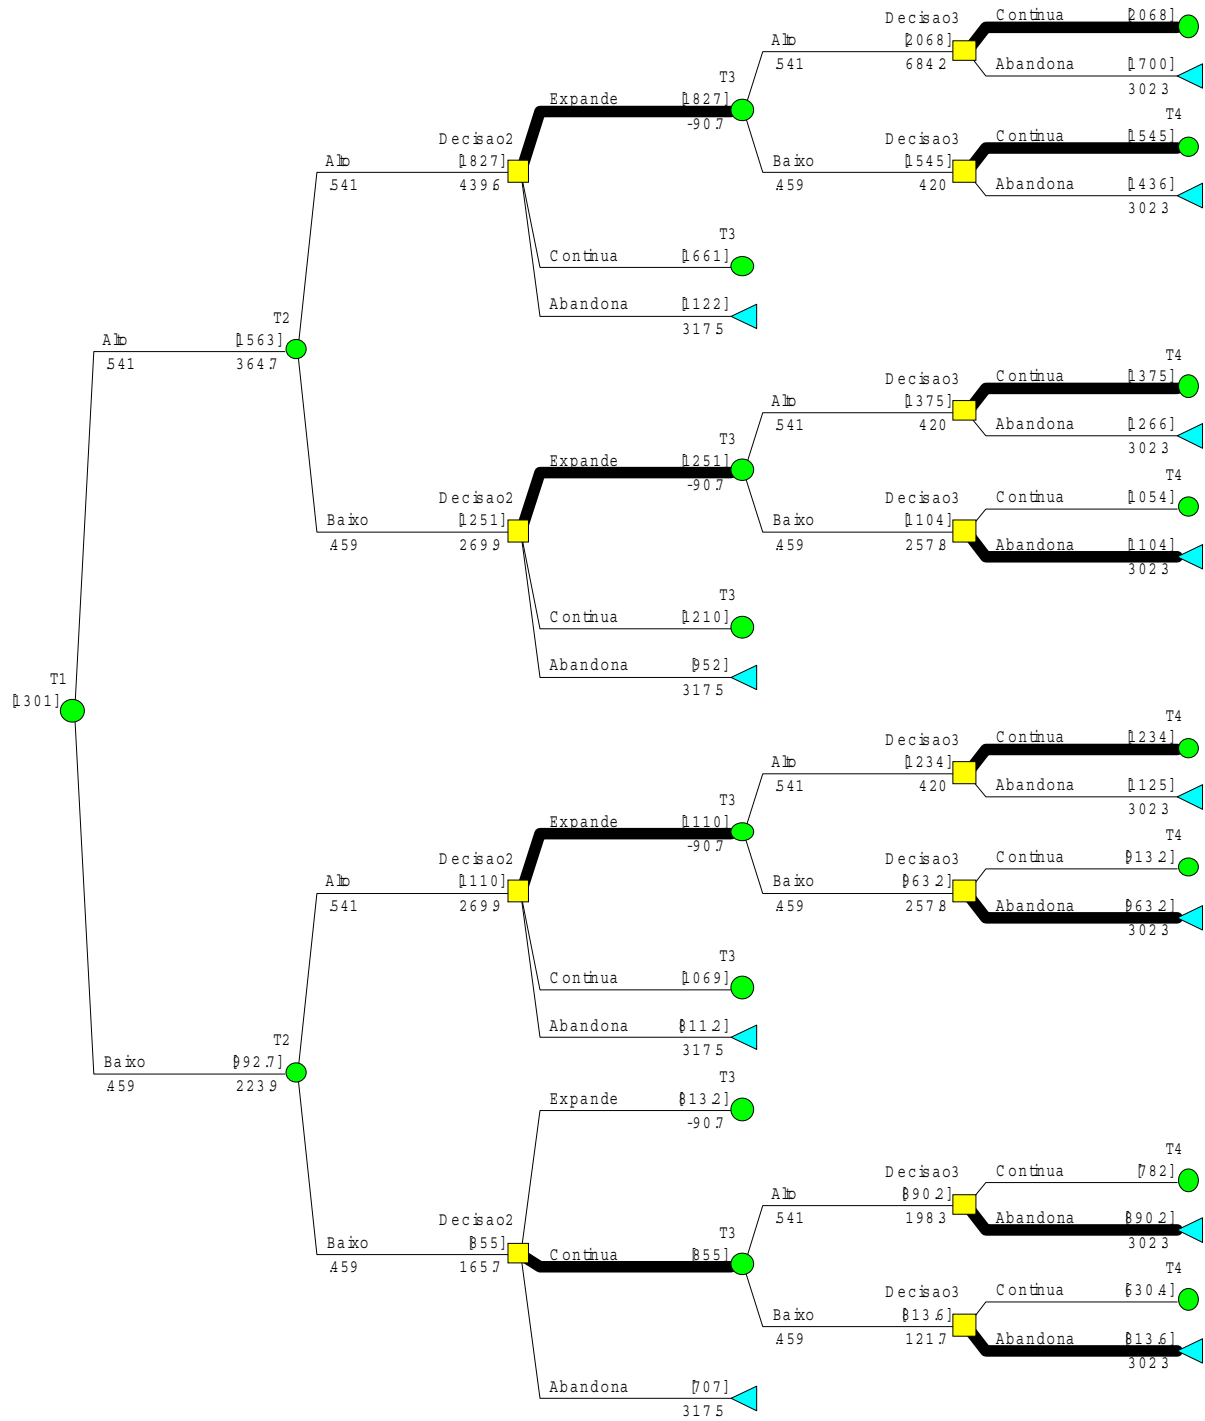 Continua [2068]
Decisao3
Alto [2068]
.541 684.2
Abandona [1700]
302.3
T3
Expande [1827]
-90.7
T4
Continua [1545]
Decisao3
Baixo [1545]
.459 420
Abandona [1436]
302.3
Decisao2
Alto [1827]
.541 439.6
T3
Continua [1661]
Abandona [1122]
317.5
T2
Alto [1563]
.541 364.7
T4
Continua [1375]
Decisao3
Alto [1375]
.541 420
Abandona [1266]
302.3
T3
Expande [1251]
-90.7
T4
Continua [1054]
Decisao3
Baixo [1104]
.459 257.8
Abandona [1104]
302.3
Decisao2
Baixo [1251]
.459 269.9
T3
Continua [1210]
Abandona [952]
317.5
T1
[1301]
T4
Continua [1234]
Decisao3
Alto [1234]
.541 420
Abandona [1125]
302.3
T3
Expande [1110]
-90.7
T4
Continua [913.2]
Decisao3
Baixo [963.2]
.459 257.8
Abandona [963.2]
302.3
Decisao2
Alto [1110]
.541 269.9
T3
Continua [1069]
Abandona [811.2]
317.5
T2
Baixo [992.7]
.459 223.9
T3
Expande [813.2]
-90.7
T4
Continua [782]
Decisao3
Alto [890.2]
.541 198.3
Abandona [890.2]
302.3
Decisao2
Baixo [855]
.459 165.7
T3
Continua [855]
T4
Continua [630.4]
Decisao3
Baixo [813.6]
.459 121.7
Abandona [813.6]
302.3
Abandona [707]
317.5